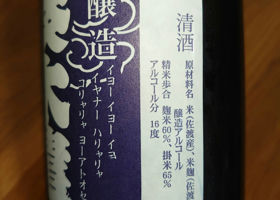 清酒
原材料名 米(佐渡産)、米麹(佐渡産)、
醸造アルコール
精米歩合 麹米60%、掛米65%
アルコール分 16度
醸造
イヨー イヨー イヨ
イヤナー ハリャリャ
コリャリャ ヨーアトオセ